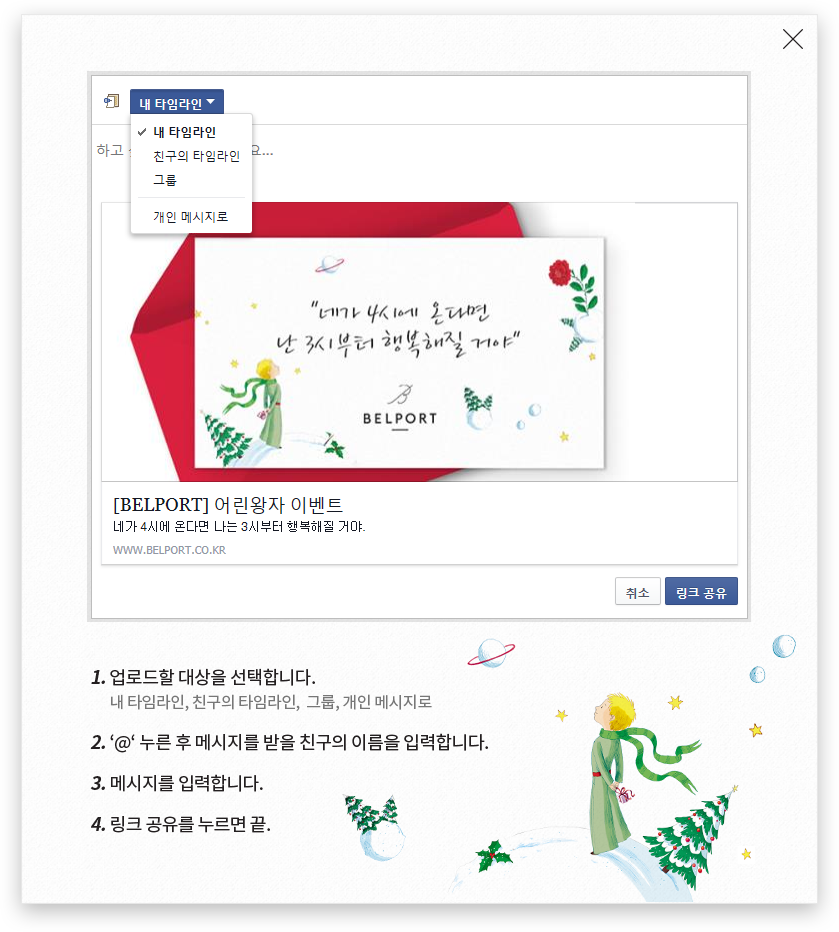 내 타임라인
내 타임라인
친구의 타임라인
그룹
개인 메시지로
하고 요...
"네가 4시에 온다면
난 3시부터 행복해질 거야"
BELPORT
[BELPORT] 어린왕자 이벤트
네가 4시에 온다면 나는 3시부터 행복해질 거야.
WWW.BELPORT.CO.KR
취소
링크 공유
1. 업로드할 대상을 선택합니다.
내 타임라인, 친구의 타임라인, 그룹, 개인 메시지로
2. ‘@‘ 누른 후 메시지를 받을 친구의 이름을 입력합니다.
3. 메시지를 입력합니다.
4. 링크 공유를 누르면 끝.